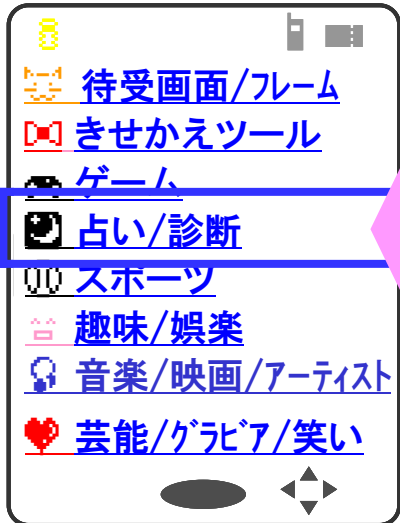 待受画面/フレーム
きせかえツール
ゲーム
占い/診断
スポーツ
趣味/娯楽
音楽/映画/アーティスト
芸能/グラビア/笑い